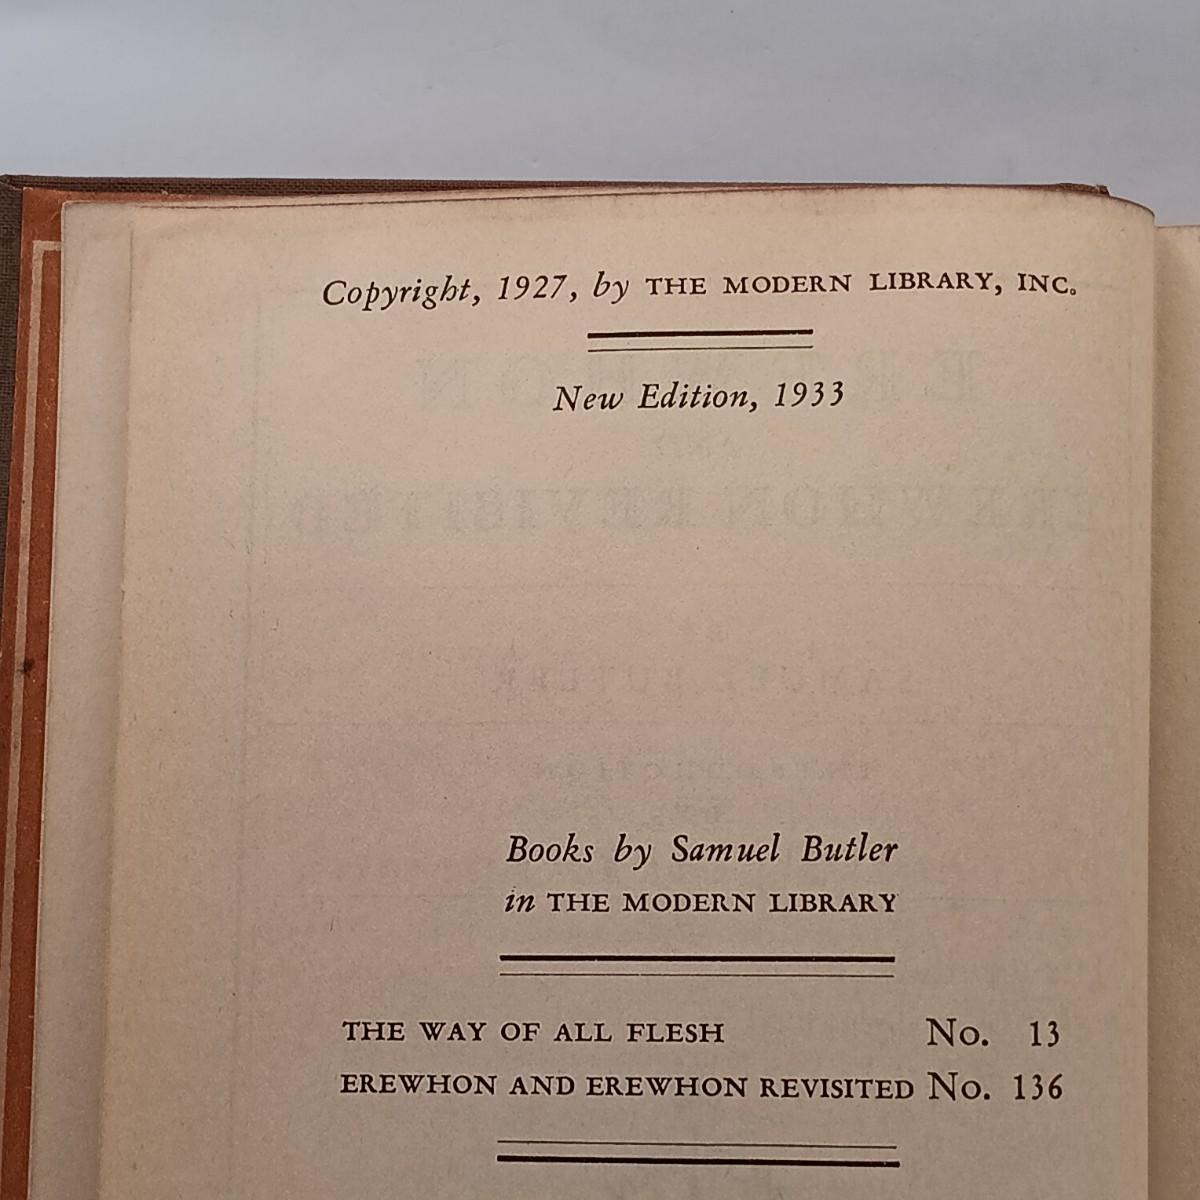 Copyright, 1927, by THE MODERN LIBRARY, INC.
New Edition, 1933
Books by Samuel Butler
in THE MODERN LIBRARY
THE WAY OF ALL FLESH No. 13
EREWHON AND EREWHON REVISITED No. 136